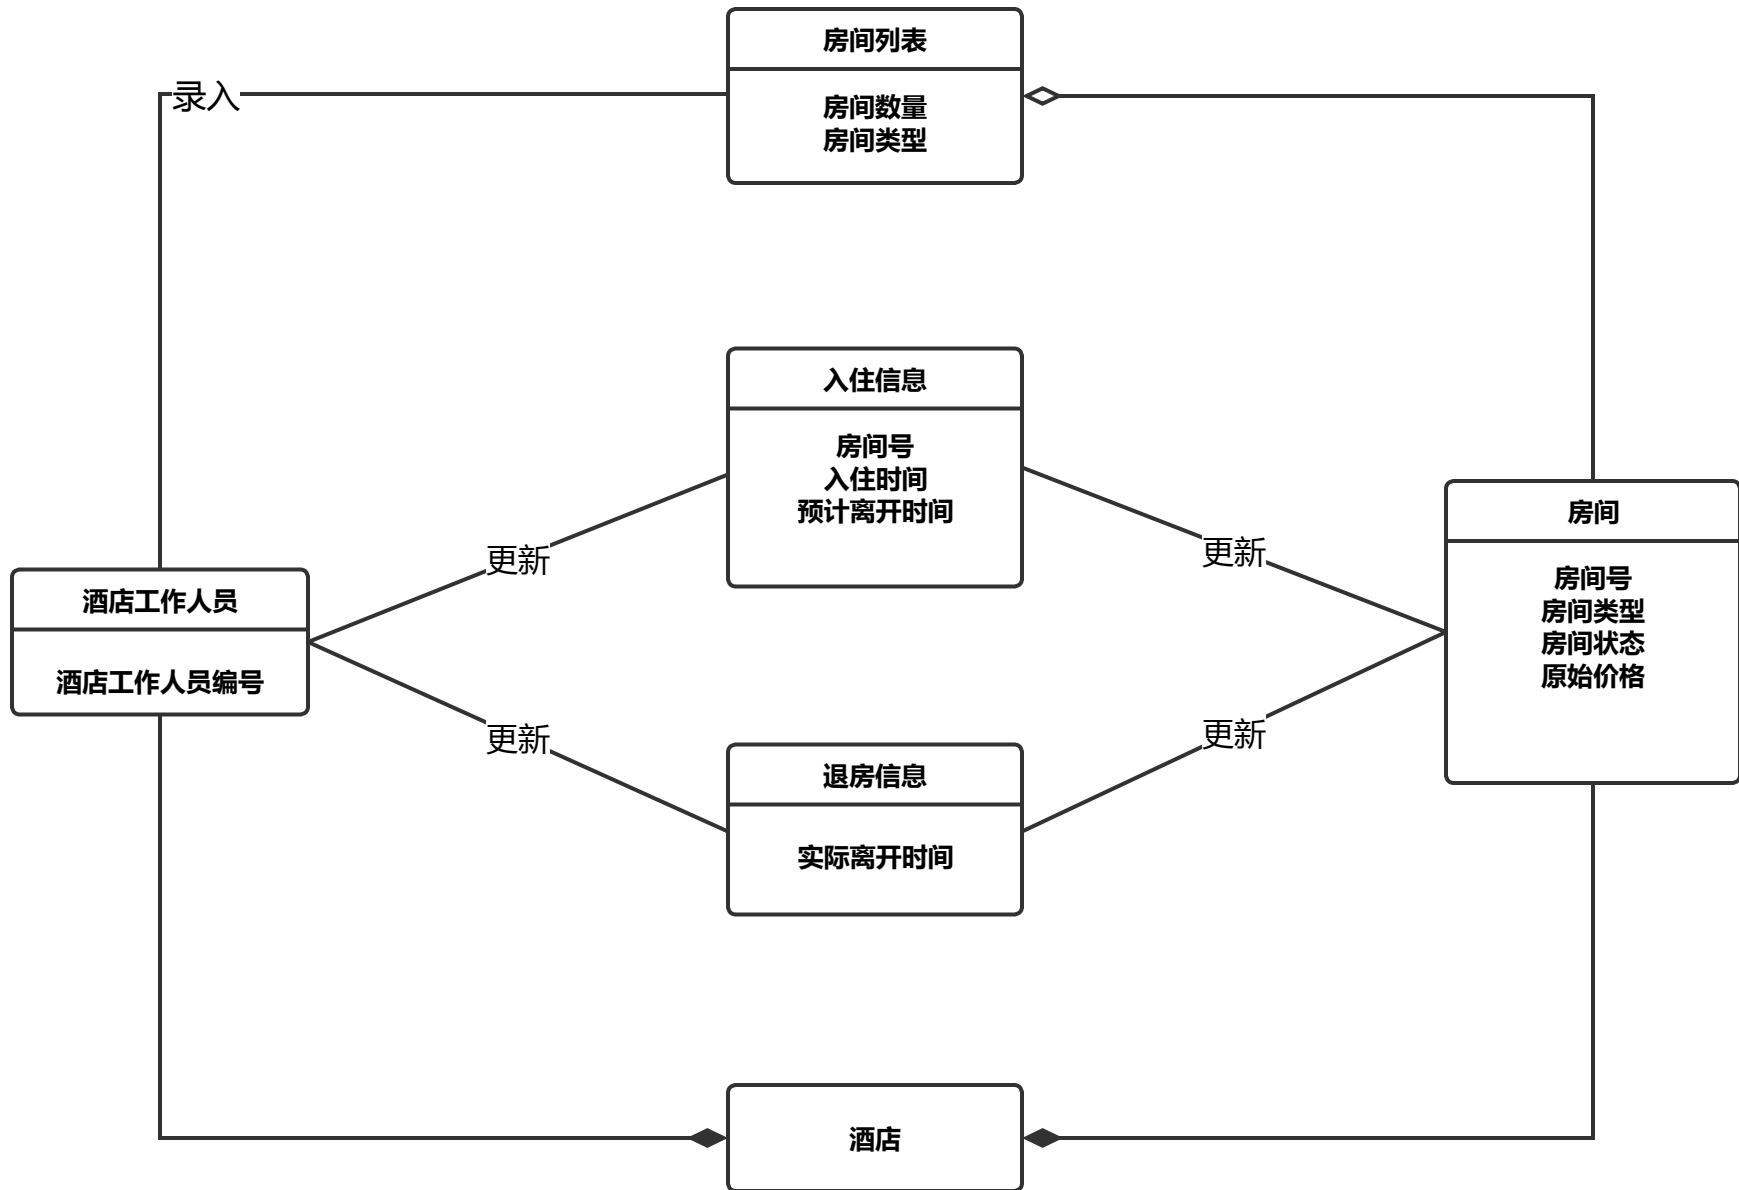 房间列表
房间数量
房间类型
录入
入住信息
房间号
入住时间
预计离开时间
更新
更新
房间
房间号
房间类型
房间状态
原始价格
酒店工作人员
酒店工作人员编号
更新
更新
退房信息
实际离开时间
酒店